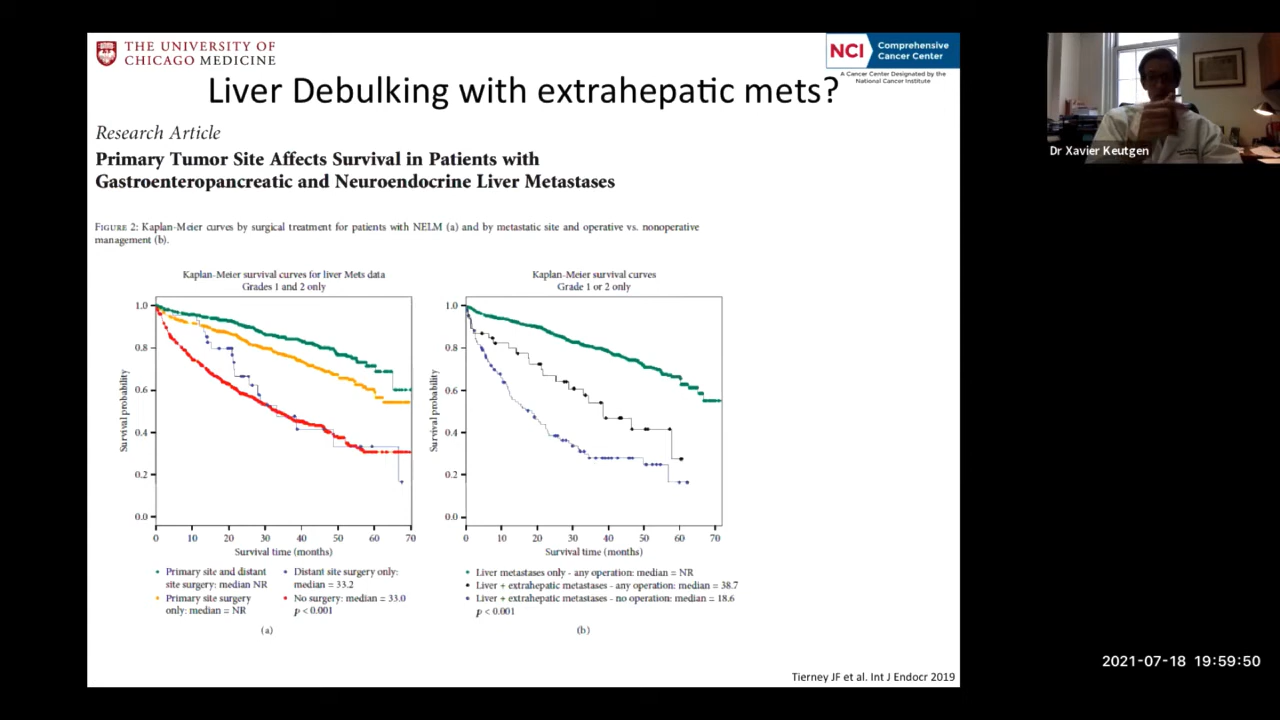 THE UNIVERSITY OF
CHICAGO MEDICINE
NCI Comprehensive
Cancer Center
A Cancer Center Designated by the
National Cancer Institute
Liver Debulking with extrahepatic mets?
Research Article
Primary Tumor Site Affects Survival in Patients with
Gastroenteropancreatic and Neuroendocrine Liver Metastases
FIGURE 2: Kaplan-Meier curves by surgical treatment for patients with NELM (a) and by metastatic site and operative vs. nonoperative
management (b).
Kaplan-Meier survival curves for liver Mets data
Grades 1 and 2 only
1.0
0.8
0.6
0.4
0.2
0.0
Survival probability
0 10 20 30 40 50 60 70
Survival time (months)
Primary site and distant
site surgery: median NR
Primary site surgery
only: median = NR
Distant site surgery only:
median = 33.2
No surgery: median = 33.0
p < 0.001
(a)
Kaplan-Meier survival curves
Grade 1 or 2 only
1.0
0.8
0.6
0.4
0.2
0.0
Survival probability
0 10 20 30 40 50 60 70
Survival time (months)
Liver metastases only - any operation: median = NR
Liver + extrahepatic metastases - any operation: median = 38.7
Liver + extrahepatic metastases - no operation: median = 18.6
p < 0.001
(b)
Tierney JF et al. Int J Endocr 2019
Dr Xavier Keutgen
2021-07-18 19:59:50